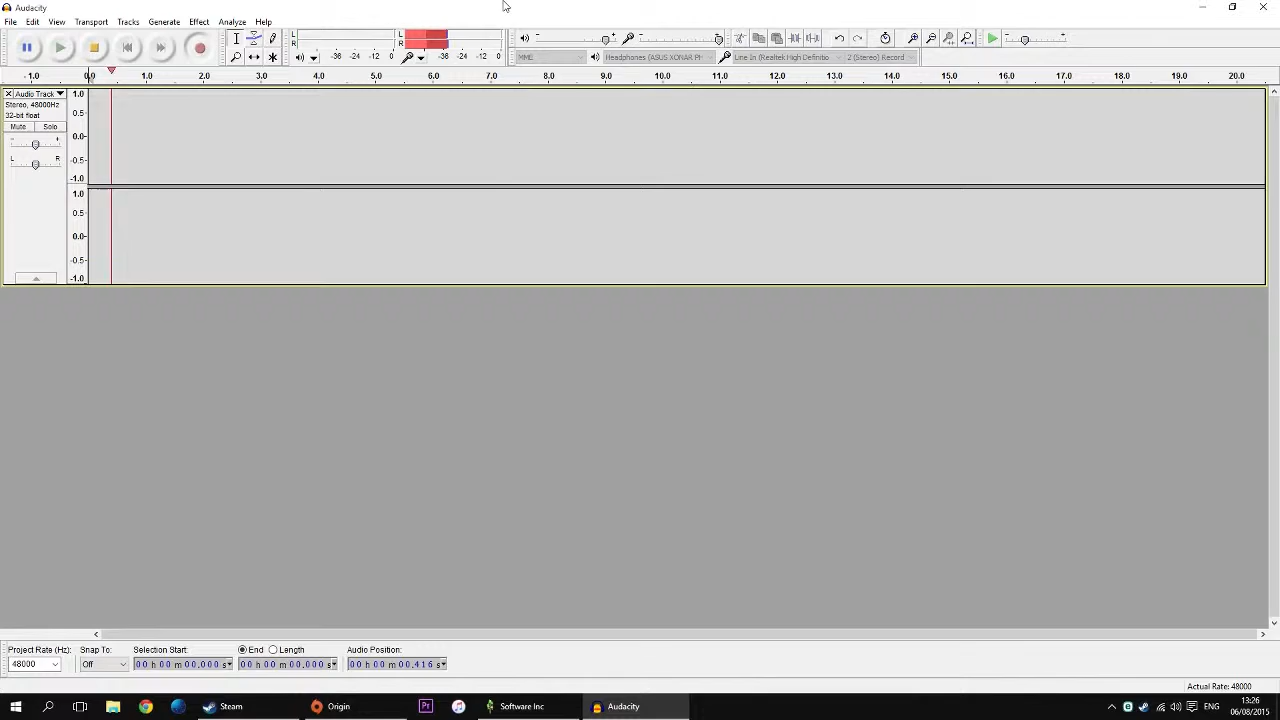 Audacity
File Edit View Transport Tracks Generate Effect Analyze Help
L
R
-36 -24 -12 0
L
R
-36 -24 -12 0
MME
Headphones (ASUS XONAR PH
Line In (Realtek High Definitio
2 (Stereo) Record
-1.0 0.0 1.0 2.0 3.0 4.0 5.0 6.0 7.0 8.0 9.0 10.0 11.0 12.0 13.0 14.0 15.0 16.0 17.0 18.0 19.0 20.0
Audio Track
Stereo, 48000Hz
32-bit float
Mute Solo
- +
L R
1.0
0.5
0.0
-0.5
-1.0
1.0
0.5
0.0
-0.5
-1.0
Project Rate (Hz): Snap To: Selection Start: End Length Audio Position:
48000 Off 00 h 00 m 00.000 s 00 h 00 m 00.000 s 00 h 00 m 00.416 s
Actual Rate: 48000
Steam Origin Pr Software Inc Audacity
ENG
13:26
06/08/2015